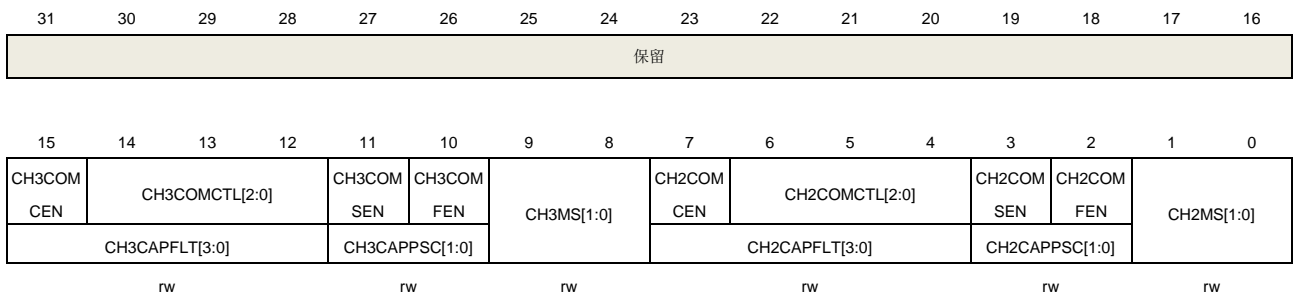 31 30 29 28 27 26 25 24 23 22 21 20 19 18 17 16
保留
15 14 13 12 11 10 9 8 7 6 5 4 3 2 1 0
CH3COM CEN CH3COMCTL[2:0] CH3COM SEN CH3COM FEN CH3MS[1:0] CH2COM CEN CH2COMCTL[2:0] CH2COM SEN CH2COM FEN CH2MS[1:0]
CH3CAPFLT[3:0] CH3CAPPSC[1:0] CH2CAPFLT[3:0] CH2CAPPSC[1:0]
rw rw rw rw rw rw